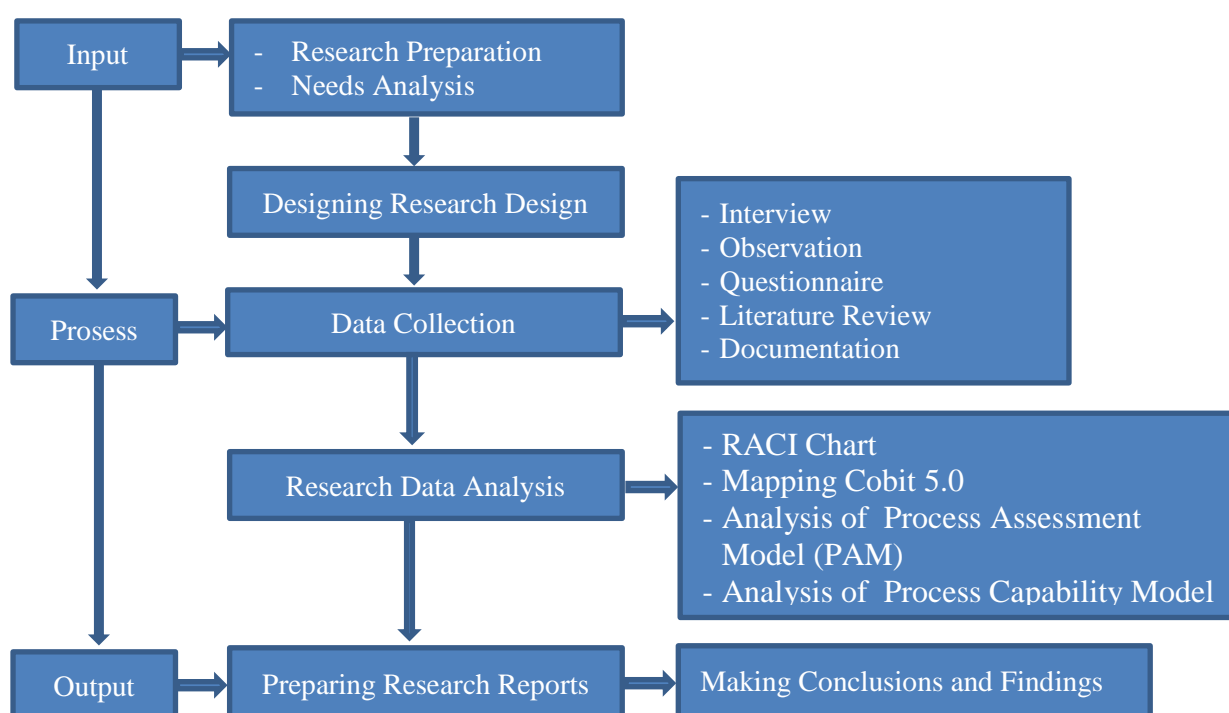 Input
- Research Preparation
- Needs Analysis
Designing Research Design
- Interview
- Observation
- Questionnaire
- Literature Review
- Documentation
Prosess
Data Collection
- RACI Chart
- Mapping Cobit 5.0
- Analysis of Process Assessment
Model (PAM)
- Analysis of Process Capability Model
Research Data Analysis
Output
Preparing Research Reports
Making Conclusions and Findings